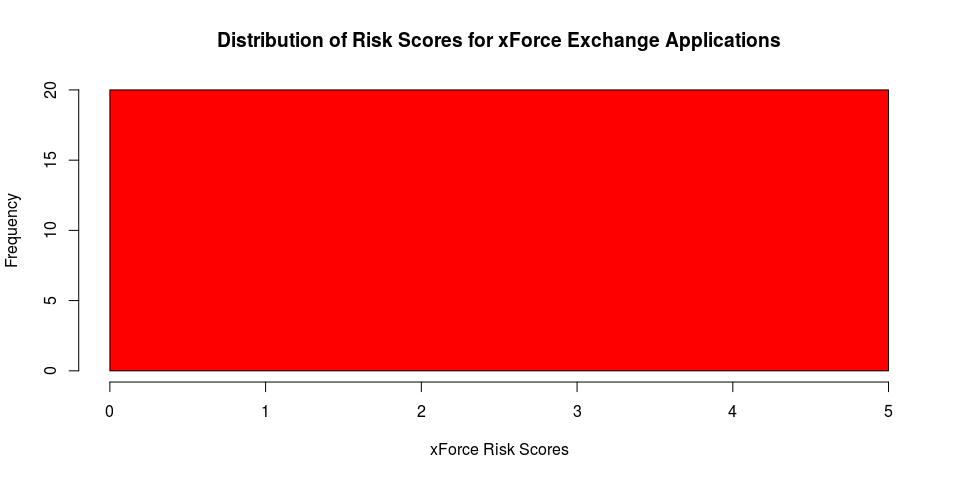 Distribution of Risk Scores for xForce Exchange Applications
Frequency
20
15
10
5
0
0 1 2 3 4 5
xForce Risk Scores